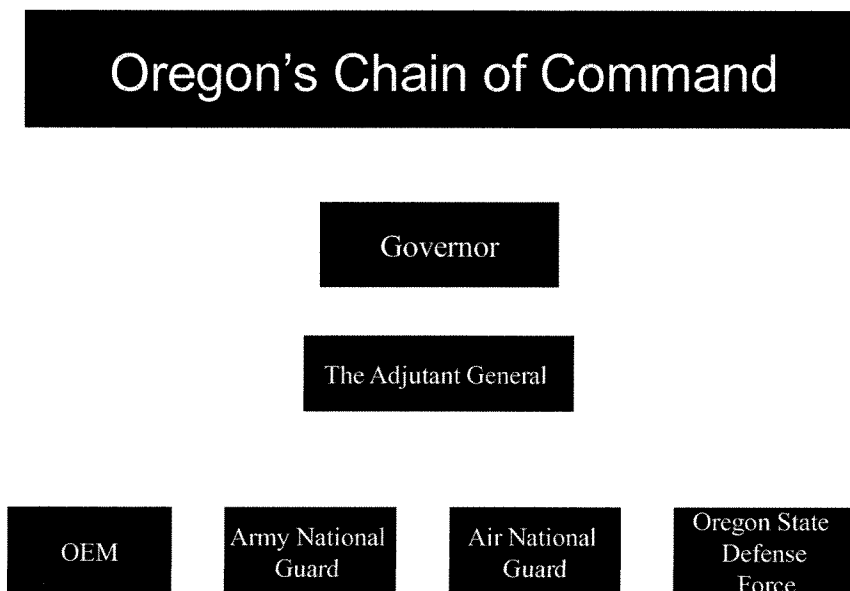 Oregon's Chain of Command
Governor
The Adjutant General
OEM
Army National
Guard
Air National
Guard
Oregon State
Defense
Force